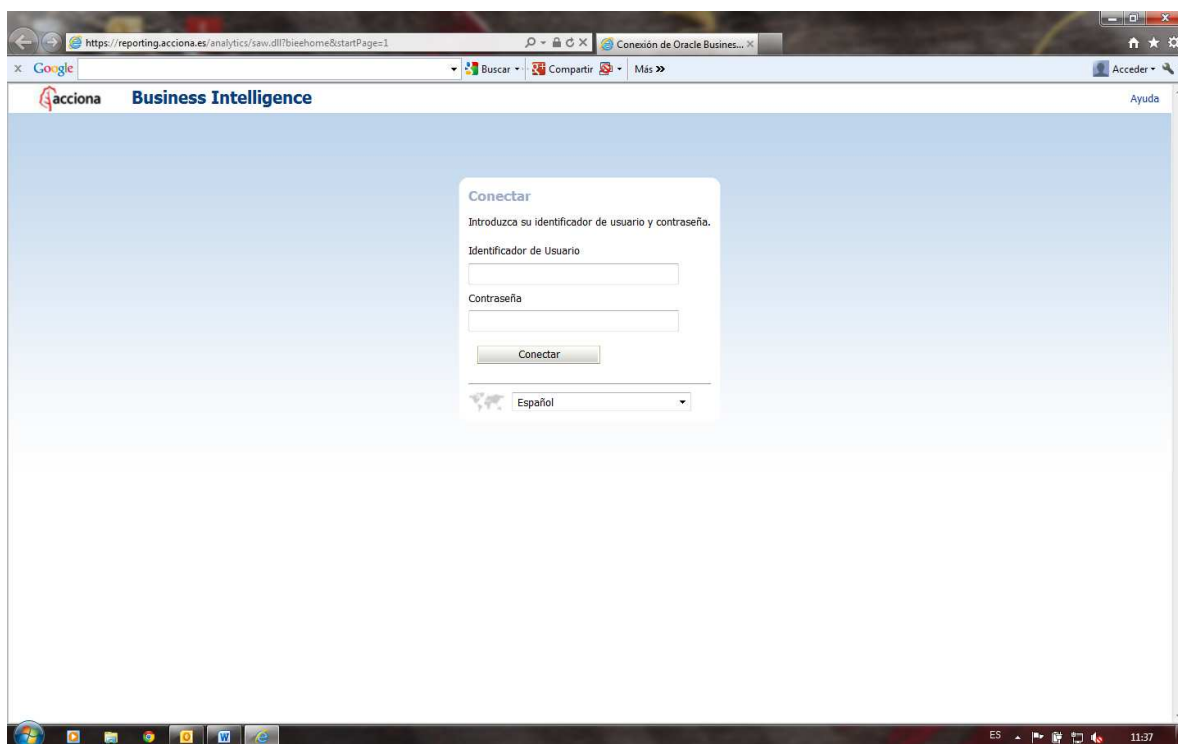 https://reporting.acciona.es/analytics/saw.dll?bieehome&startPage=1
Conexión de Oracle Busines...
Google
Buscar
Compartir
Más
Acceder
acciona
Business Intelligence
Ayuda
Conectar
Introduzca su identificador de usuario y contraseña.
Identificador de Usuario
Contraseña
Conectar
Español
ES
11:37